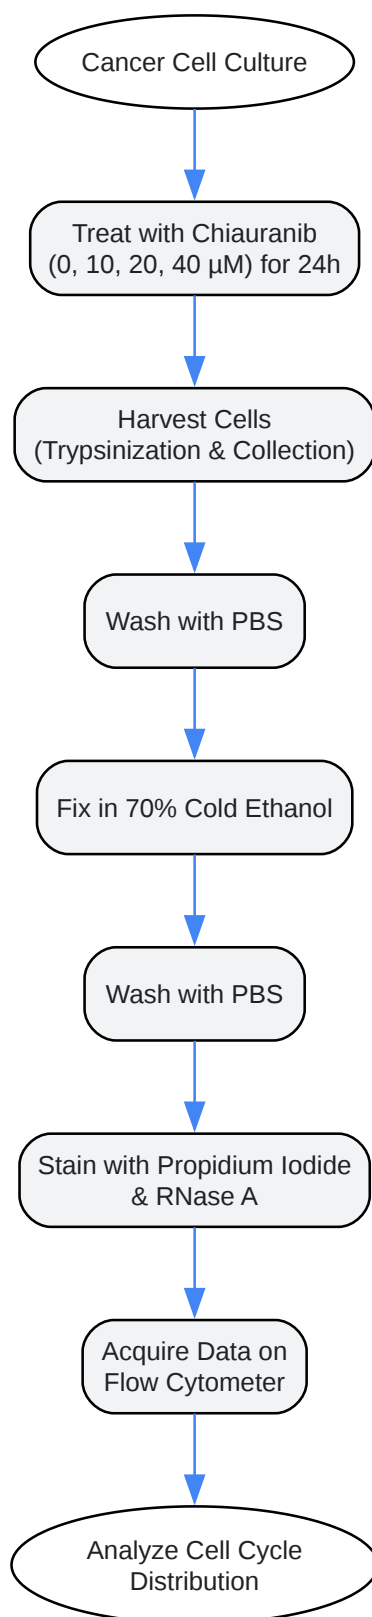 Cancer Cell Culture
Treat with Chiauranib
(0, 10, 20, 40 µM) for 24h
Harvest Cells
(Trypsinization & Collection)
Wash with PBS
Fix in 70% Cold Ethanol
Wash with PBS
Stain with Propidium Iodide
& RNase A
Acquire Data on
Flow Cytometer
Analyze Cell Cycle
Distribution